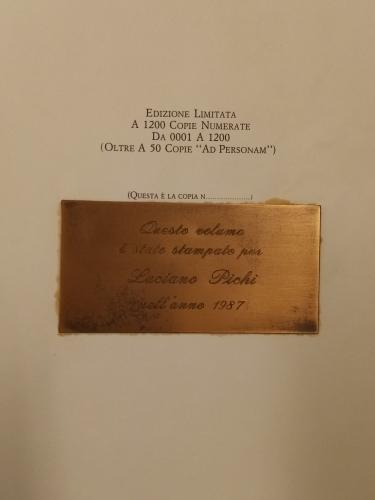 Edizione Limitata
A 1200 Copie Numerate
Da 0001 A 1200
(Oltre A 50 Copie "Ad Personam")
(Questa è la copia n....................)
Questo volume
è stato stampato per
Luciano Pichi
nell'anno 1987